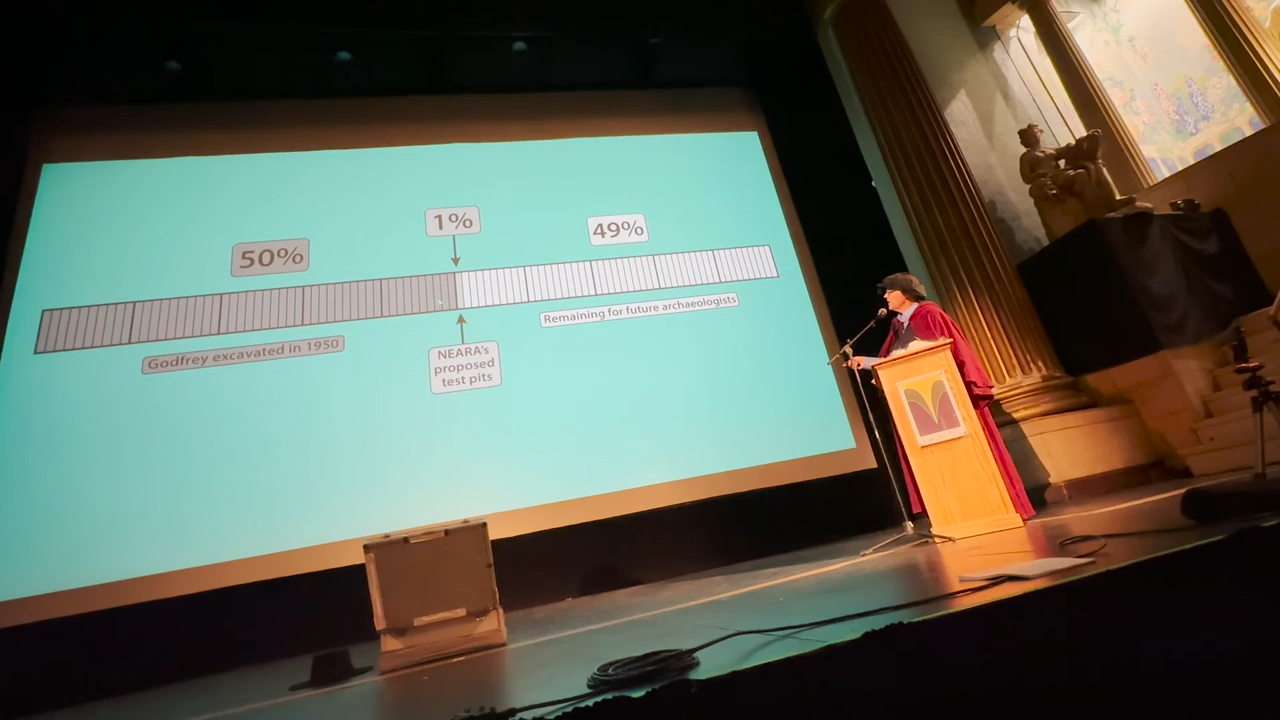 50%
1%
49%
Godfrey excavated in 1950
NEARA's
proposed
test pits
Remaining for future archaeologists